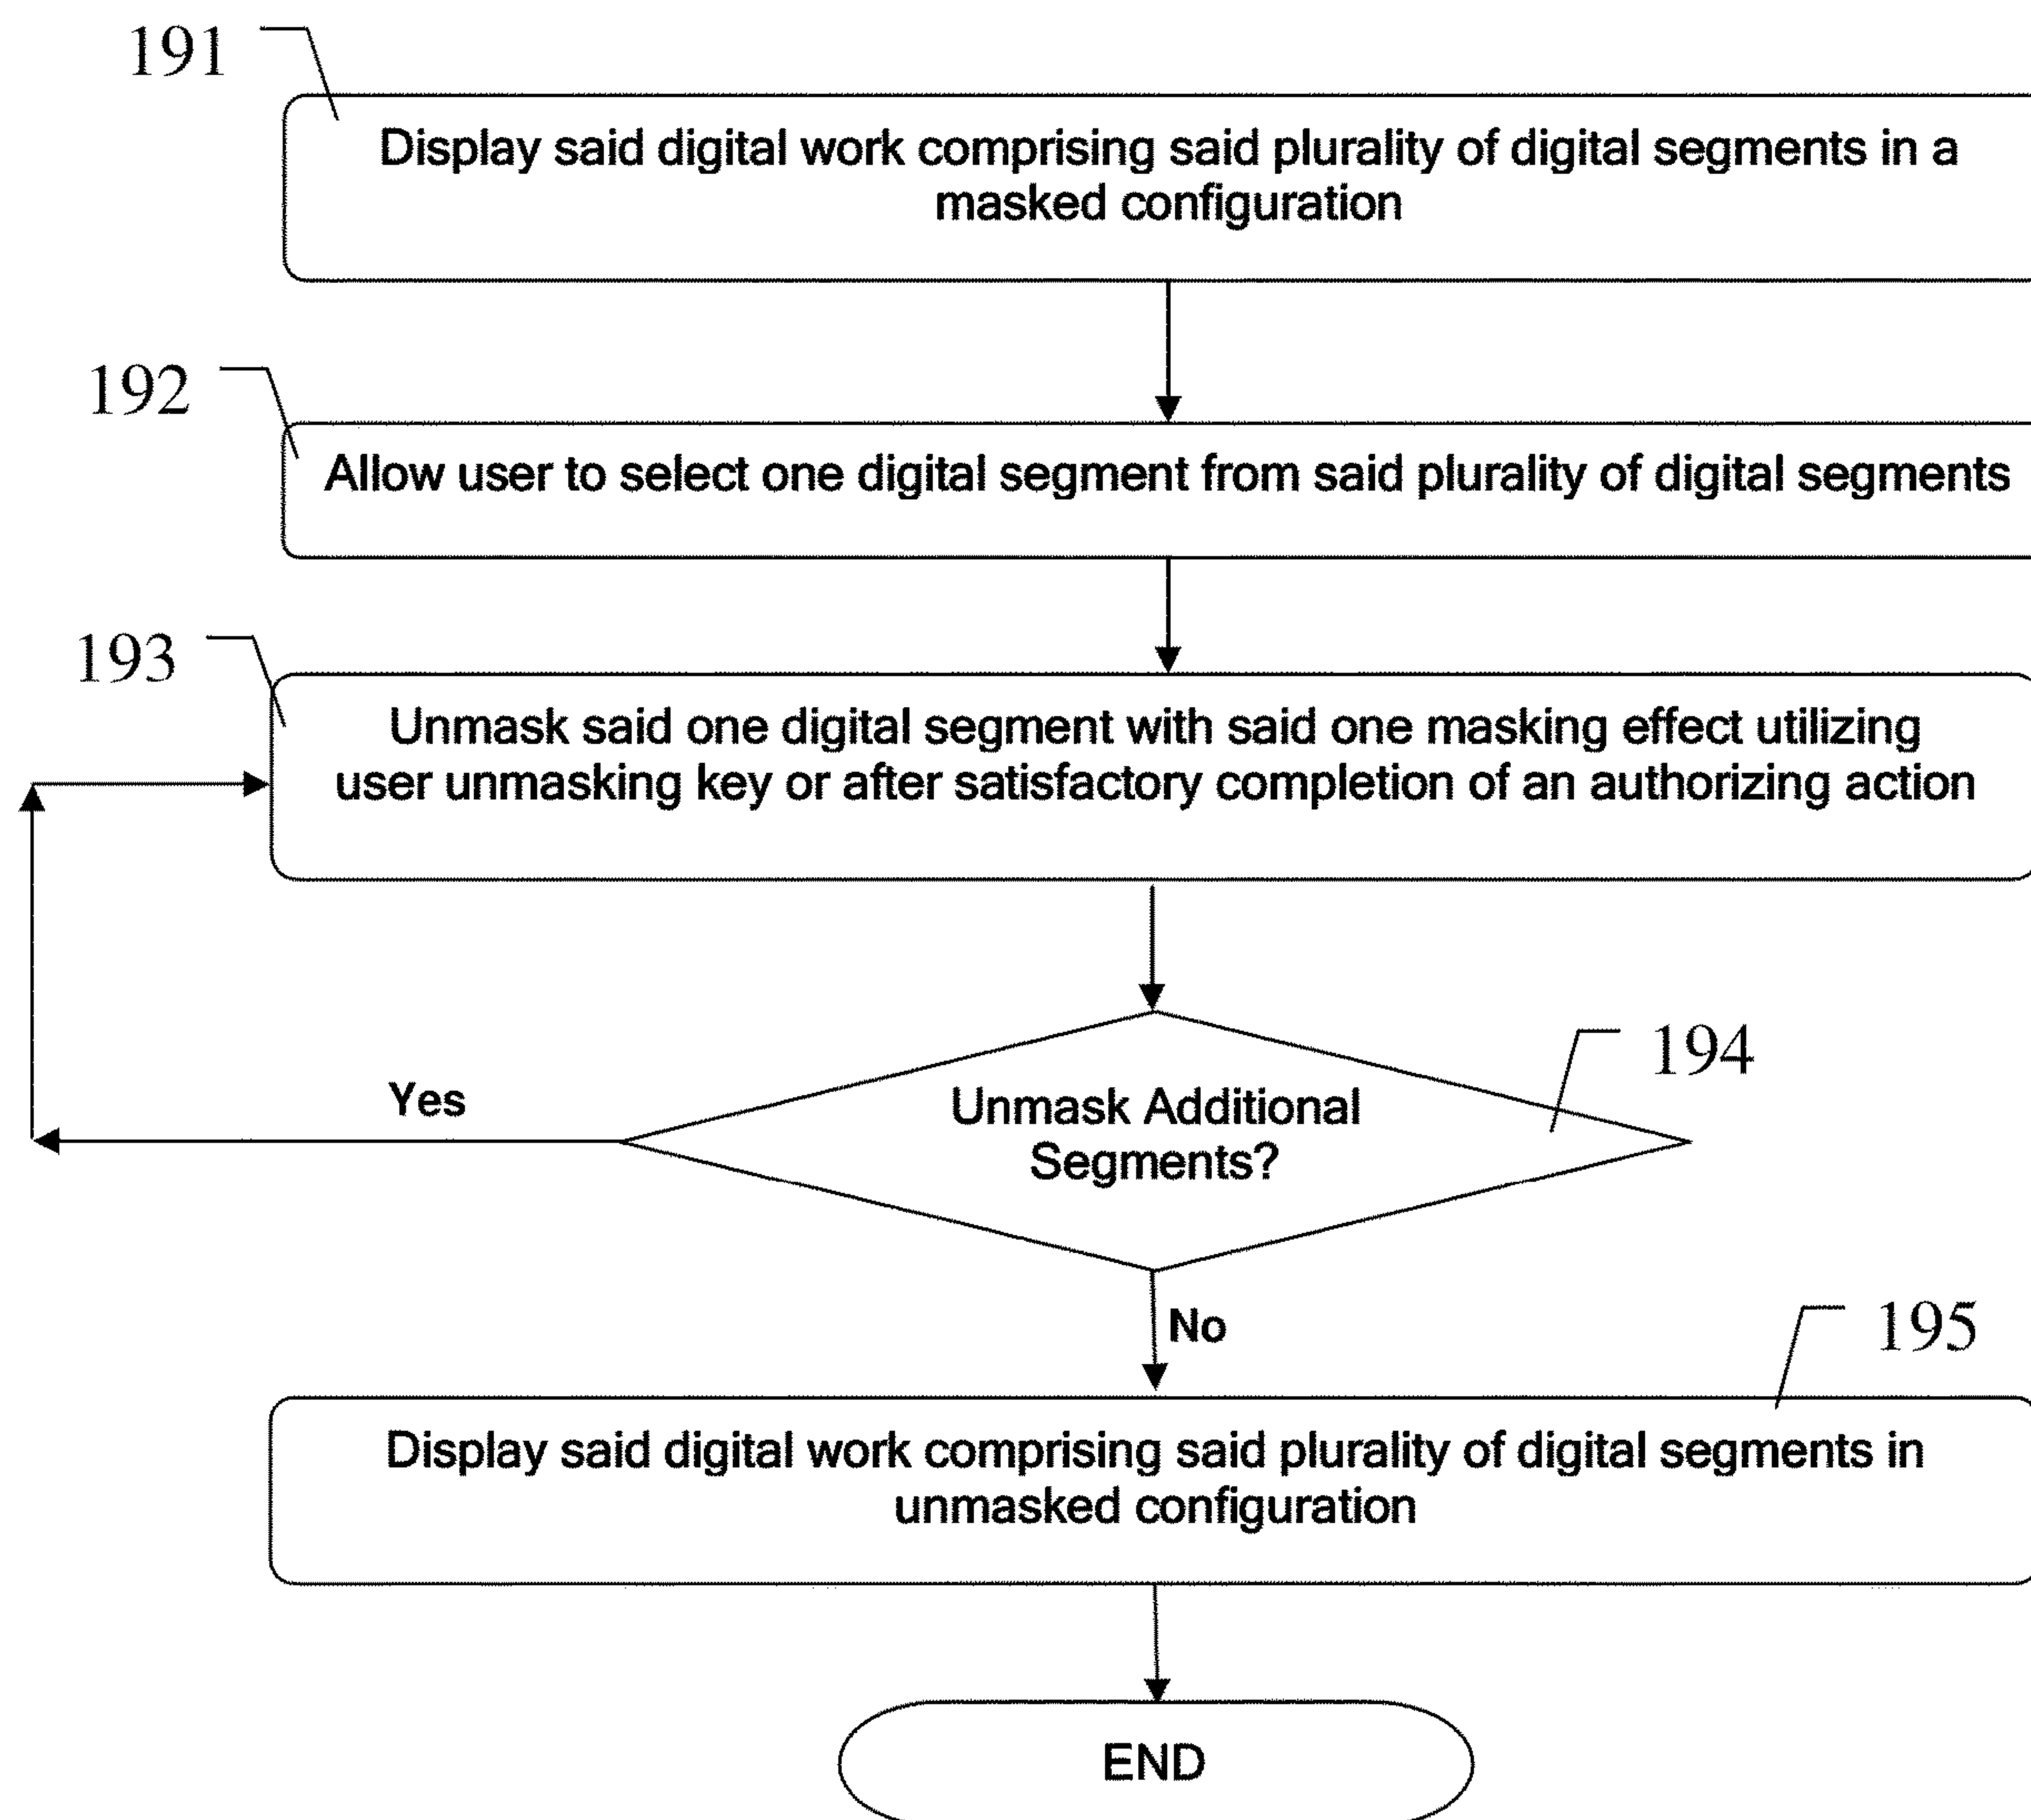 191
Display said digital work comprising said plurality of digital segments in a
masked configuration
192
Allow user to select one digital segment from said plurality of digital segments
193
Unmask said one digital segment with said one masking effect utilizing
user unmasking key or after satisfactory completion of an authorizing action
194
Unmask Additional
Segments?
Yes
No
195
Display said digital work comprising said plurality of digital segments in
unmasked configuration
END